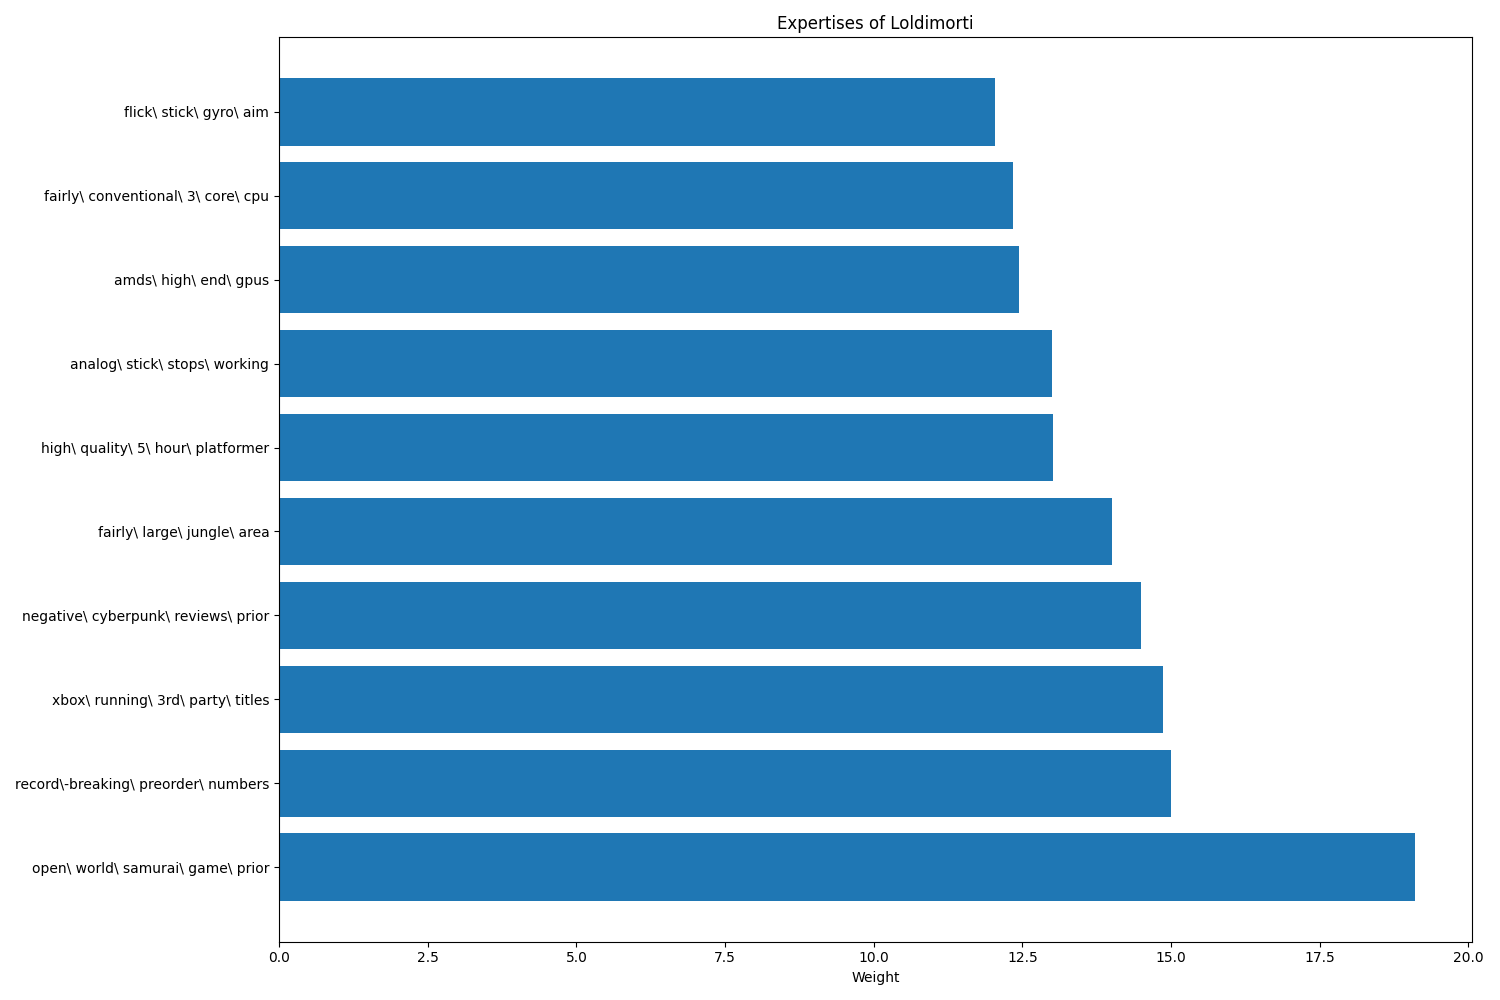 Expertises of Loldimorti
flick\ stick\ gyro\ aim
fairly\ conventional\ 3\ core\ cpu
amds\ high\ end\ gpus
analog\ stick\ stops\ working
high\ quality\ 5\ hour\ platformer
fairly\ large\ jungle\ area
negative\ cyberpunk\ reviews\ prior
xbox\ running\ 3rd\ party\ titles
record\-breaking\ preorder\ numbers
open\ world\ samurai\ game\ prior
0.0 2.5 5.0 7.5 10.0 12.5 15.0 17.5 20.0
Weight